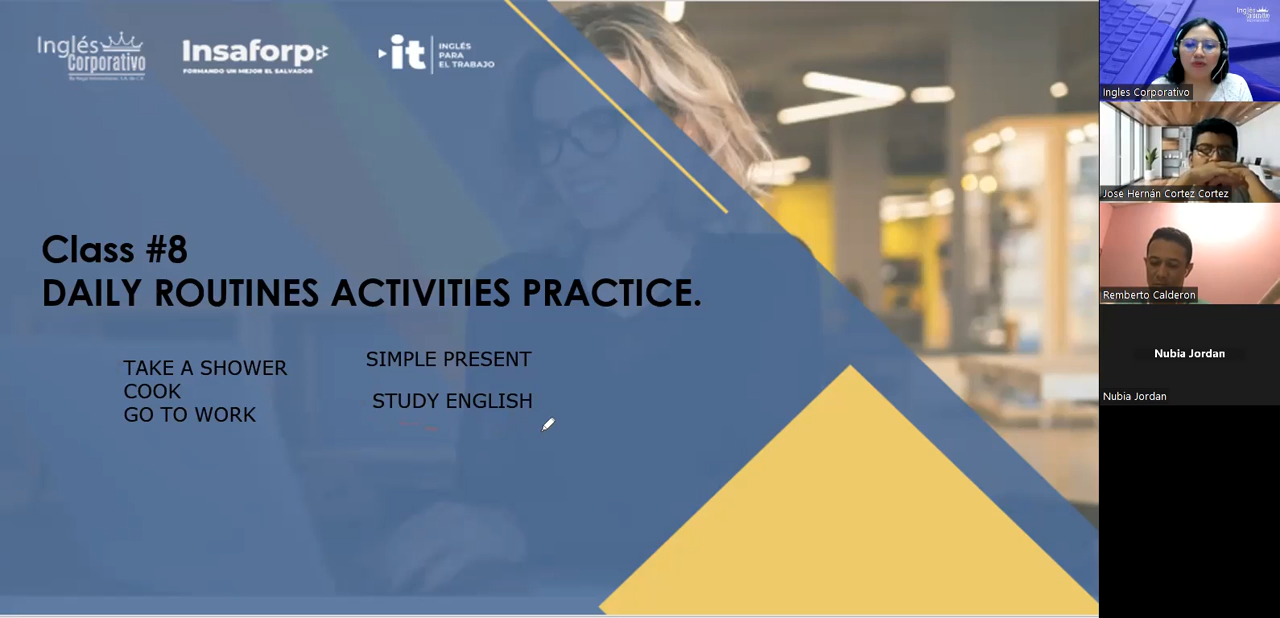 Inglés
Corporativo
Insaforp
FORMANDO UN MEJOR EL SALVADOR
it
INGLÉS
PARA
EL TRABAJO
Class #8
DAILY ROUTINES ACTIVITIES PRACTICE.
TAKE A SHOWER
COOK
GO TO WORK
SIMPLE PRESENT
STUDY ENGLISH
Ingles Corporativo
Jose Hernán Cortez Cortez
Remberto Calderon
Nubia Jordan
Nubia Jordan